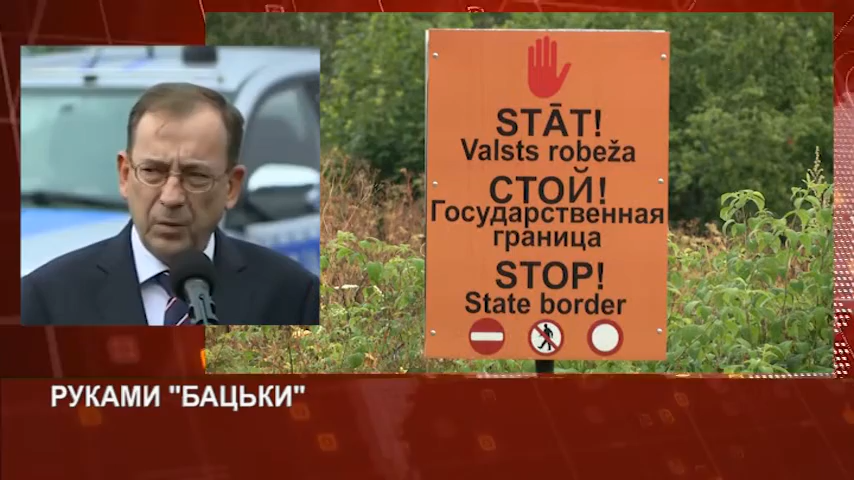 STĀT!
Valsts robeža
СТОЙ!
Государственная
граница
STOP!
State border
РУКАМИ "БАЦЬКИ"